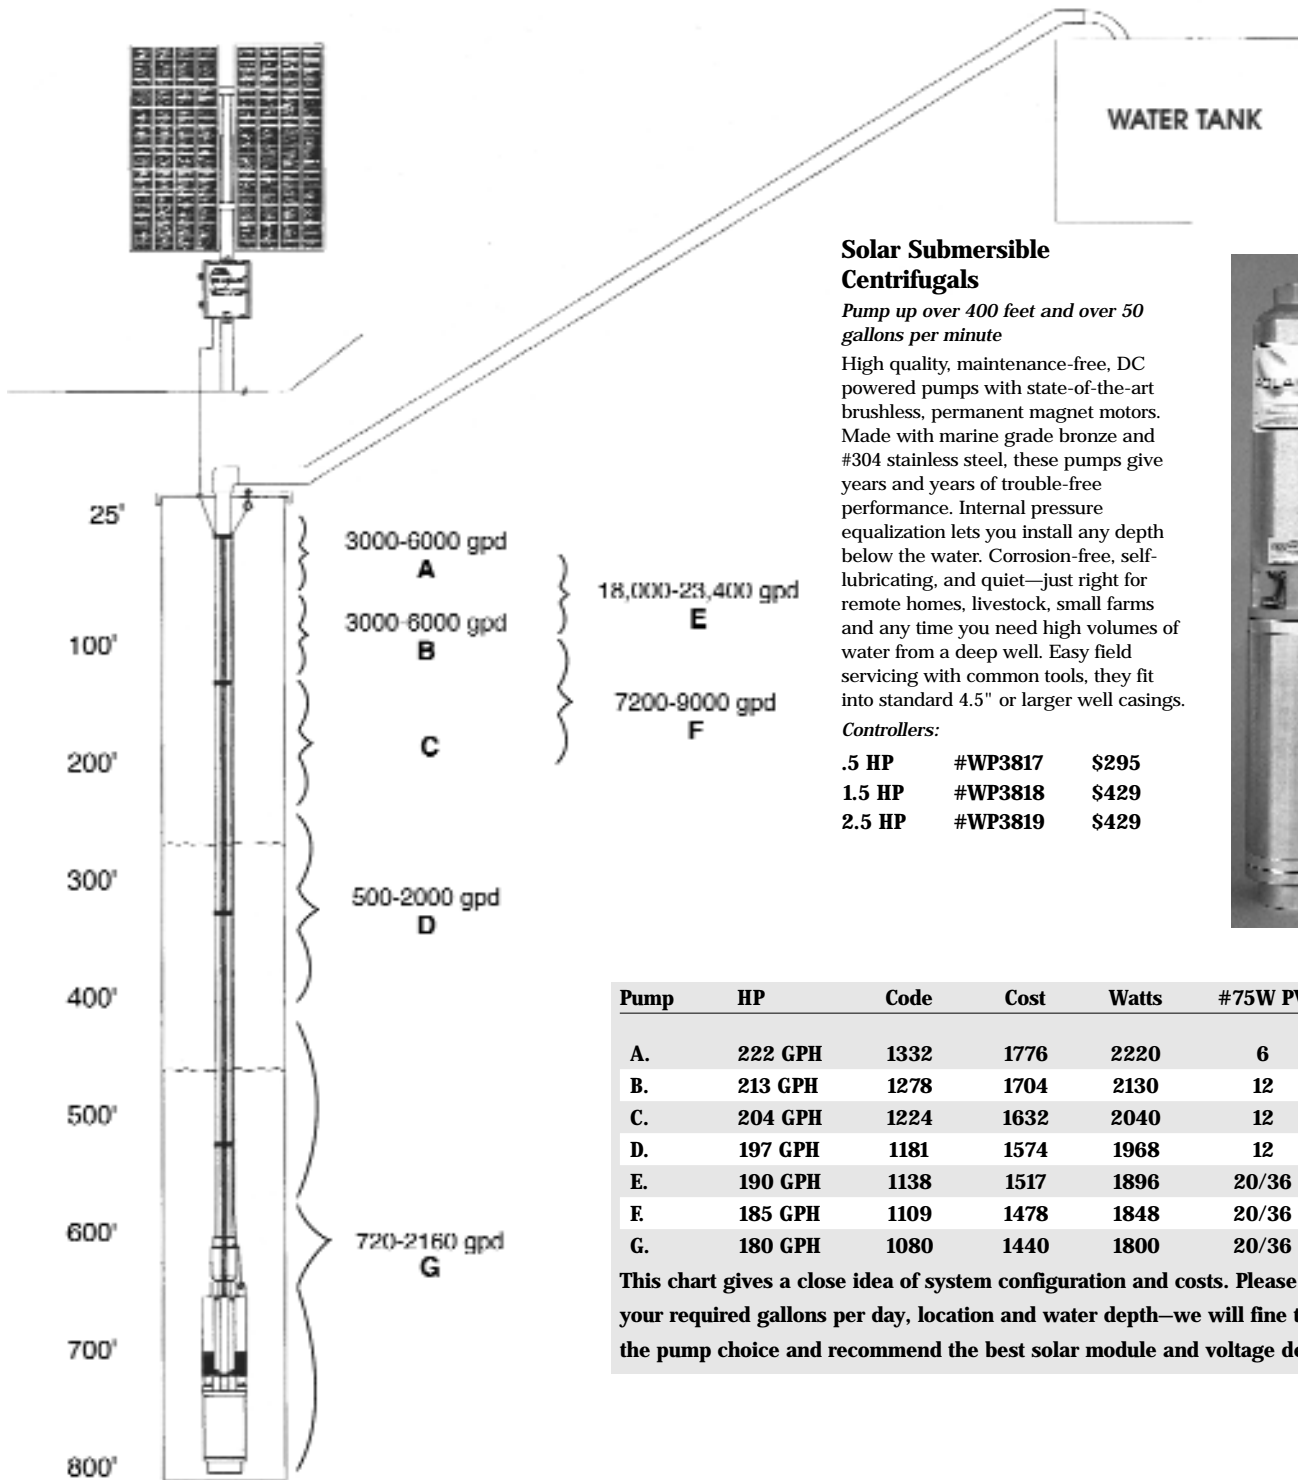 WATER TANK
Solar Submersible
Centrifugals
Pump up over 400 feet and over 50
gallons per minute
High quality, maintenance-free, DC
powered pumps with state-of-the-art
brushless, permanent magnet motors.
Made with marine grade bronze and
#304 stainless steel, these pumps give
years and years of trouble-free
performance. Internal pressure
equalization lets you install any depth
below the water. Corrosion-free, self-
lubricating, and quiet—just right for
remote homes, livestock, small farms
and any time you need high volumes of
water from a deep well. Easy field
servicing with common tools, they fit
into standard 4.5" or larger well casings.
Controllers:
.5 HP #WP3817 $295
1.5 HP #WP3818 $429
2.5 HP #WP3819 $429
25'
100'
200'
300'
400'
500'
600'
700'
800'
3000-6000 gpd
A
3000-6000 gpd
B
C
500-2000 gpd
D
720-2160 gpd
G
18,000-23,400 gpd
E
7200-9000 gpd
F
Pump HP Code Cost Watts #75W
A. 222 GPH 1332 1776 2220 6
B. 213 GPH 1278 1704 2130 12
C. 204 GPH 1224 1632 2040 12
D. 197 GPH 1181 1574 1968 12
E. 190 GPH 1138 1517 1896 20/36
F. 185 GPH 1109 1478 1848 20/36
G. 180 GPH 1080 1440 1800 20/36
This chart gives a close idea of system configuration and costs. Please
your required gallons per day, location and water depth—we will fine
the pump choice and recommend the best solar module and voltage